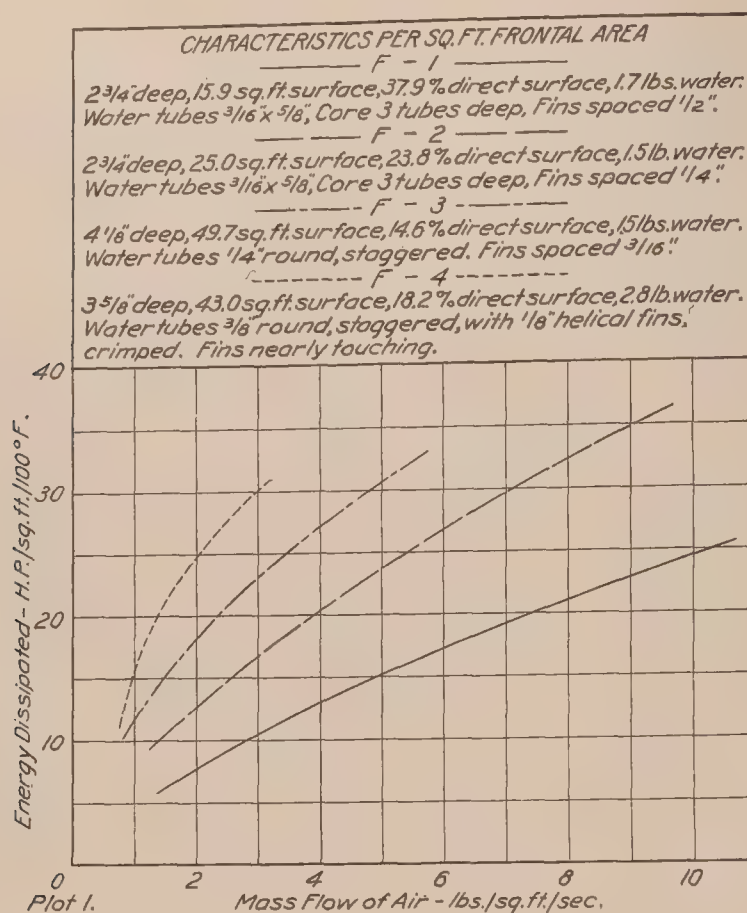 CHARACTERISTICS PER SQ. FT. FRONTAL AREA
F - 1
2 3/4" deep, 15.9 sq. ft. surface, 37.9% direct surface, 1.7 lbs. water.
Water tubes 3/16" x 5/8", Core 3 tubes deep, Fins spaced 1/2".
F - 2
2 3/4" deep, 25.0 sq. ft. surface, 23.8% direct surface, 1.5 lb. water.
Water tubes 3/16" x 5/8", Core 3 tubes deep, Fins spaced 1/4".
F - 3
4 1/8" deep, 49.7 sq. ft. surface, 14.6% direct surface, 1.5 lbs. water.
Water tubes 1/4" round, staggered. Fins spaced 3/16".
F - 4
3 5/8" deep, 43.0 sq. ft. surface, 18.2% direct surface, 2.8 lb. water.
Water tubes 3/8" round, staggered, with 1/8" helical fins,
crimped. Fins nearly touching.
40
30
20
10
Energy Dissipated - H.P./sq.ft./100°F.
0 2 4 6 8 10
Plot 1. Mass Flow of Air - lbs./sq.ft./sec.